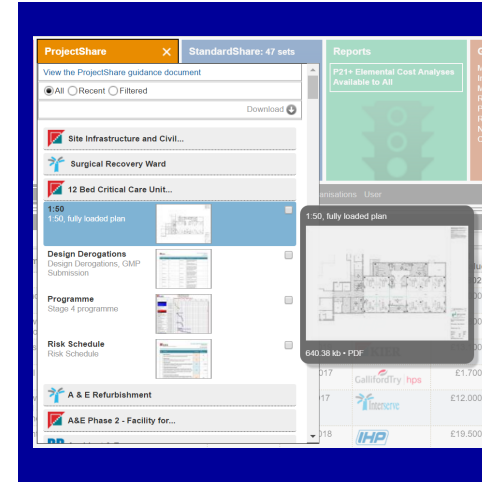 ProjectShare X
StandardShare: 47 sets
Reports
View the ProjectShare guidance document
P21+ Elemental Cost Analyses
Available to All
All Recent Filtered
Download
Site Infrastructure and Civil...
Surgical Recovery Ward
12 Bed Critical Care Unit...
anisations User
1:50
1:50, fully loaded plan
1:50, fully loaded plan
Design Derogations
Design Derogations, GMP
Submission
Programme
Stage 4 programme
Risk Schedule
Risk Schedule
640.38 kb • PDF
017 GallifordTry hps £1.700
A & E Refurbishment
017 Interserve £12.000
A&E Phase 2 - Facility for...
018 IHP £19.500